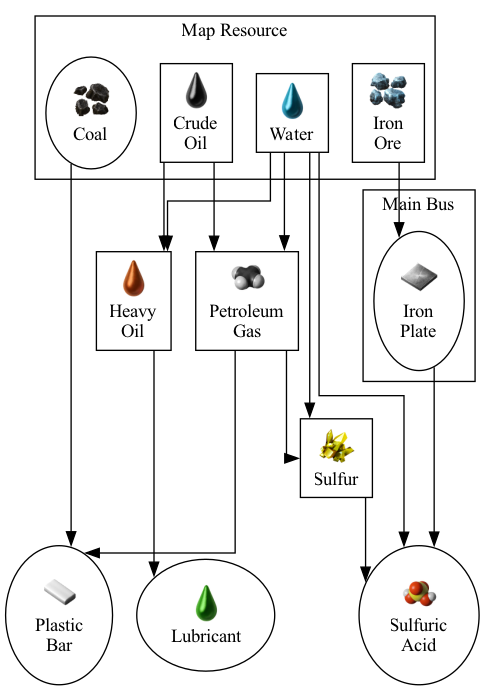 Map Resource
Coal
Crude
Oil
Water
Iron
Ore
Main Bus
Heavy
Oil
Petroleum
Gas
Iron
Plate
Sulfur
Plastic
Bar
Lubricant
Sulfuric
Acid